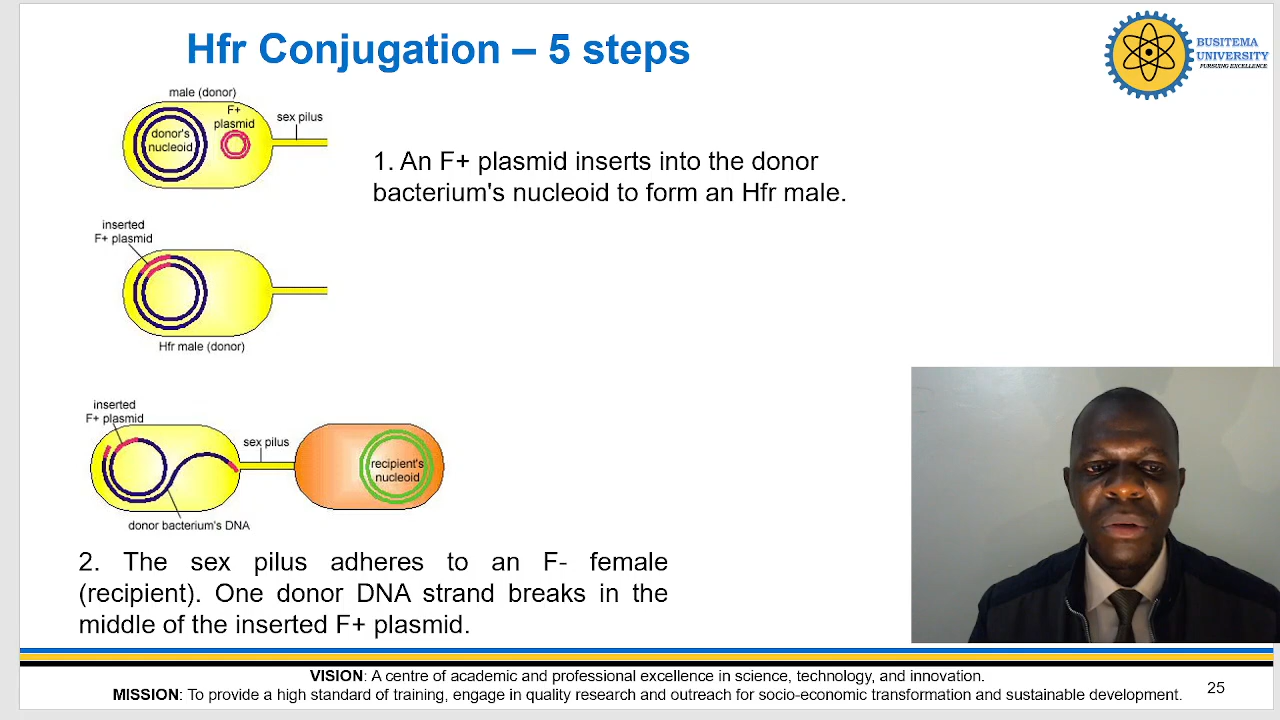 Hfr Conjugation – 5 steps
BUSITEMA
UNIVERSITY
PURSUING EXCELLENCE
male (donor)
F+
plasmid
donor's
nucleoid
sex pilus
1. An F+ plasmid inserts into the donor
bacterium's nucleoid to form an Hfr male.
inserted
F+ plasmid
Hfr male (donor)
inserted
F+ plasmid
sex pilus
recipient's
nucleoid
donor bacterium's DNA
2. The sex pilus adheres to an F- female
(recipient). One donor DNA strand breaks in the
middle of the inserted F+ plasmid.
VISION: A centre of academic and professional excellence in science, technology, and innovation.
MISSION: To provide a high standard of training, engage in quality research and outreach for socio-economic transformation and sustainable development.
25